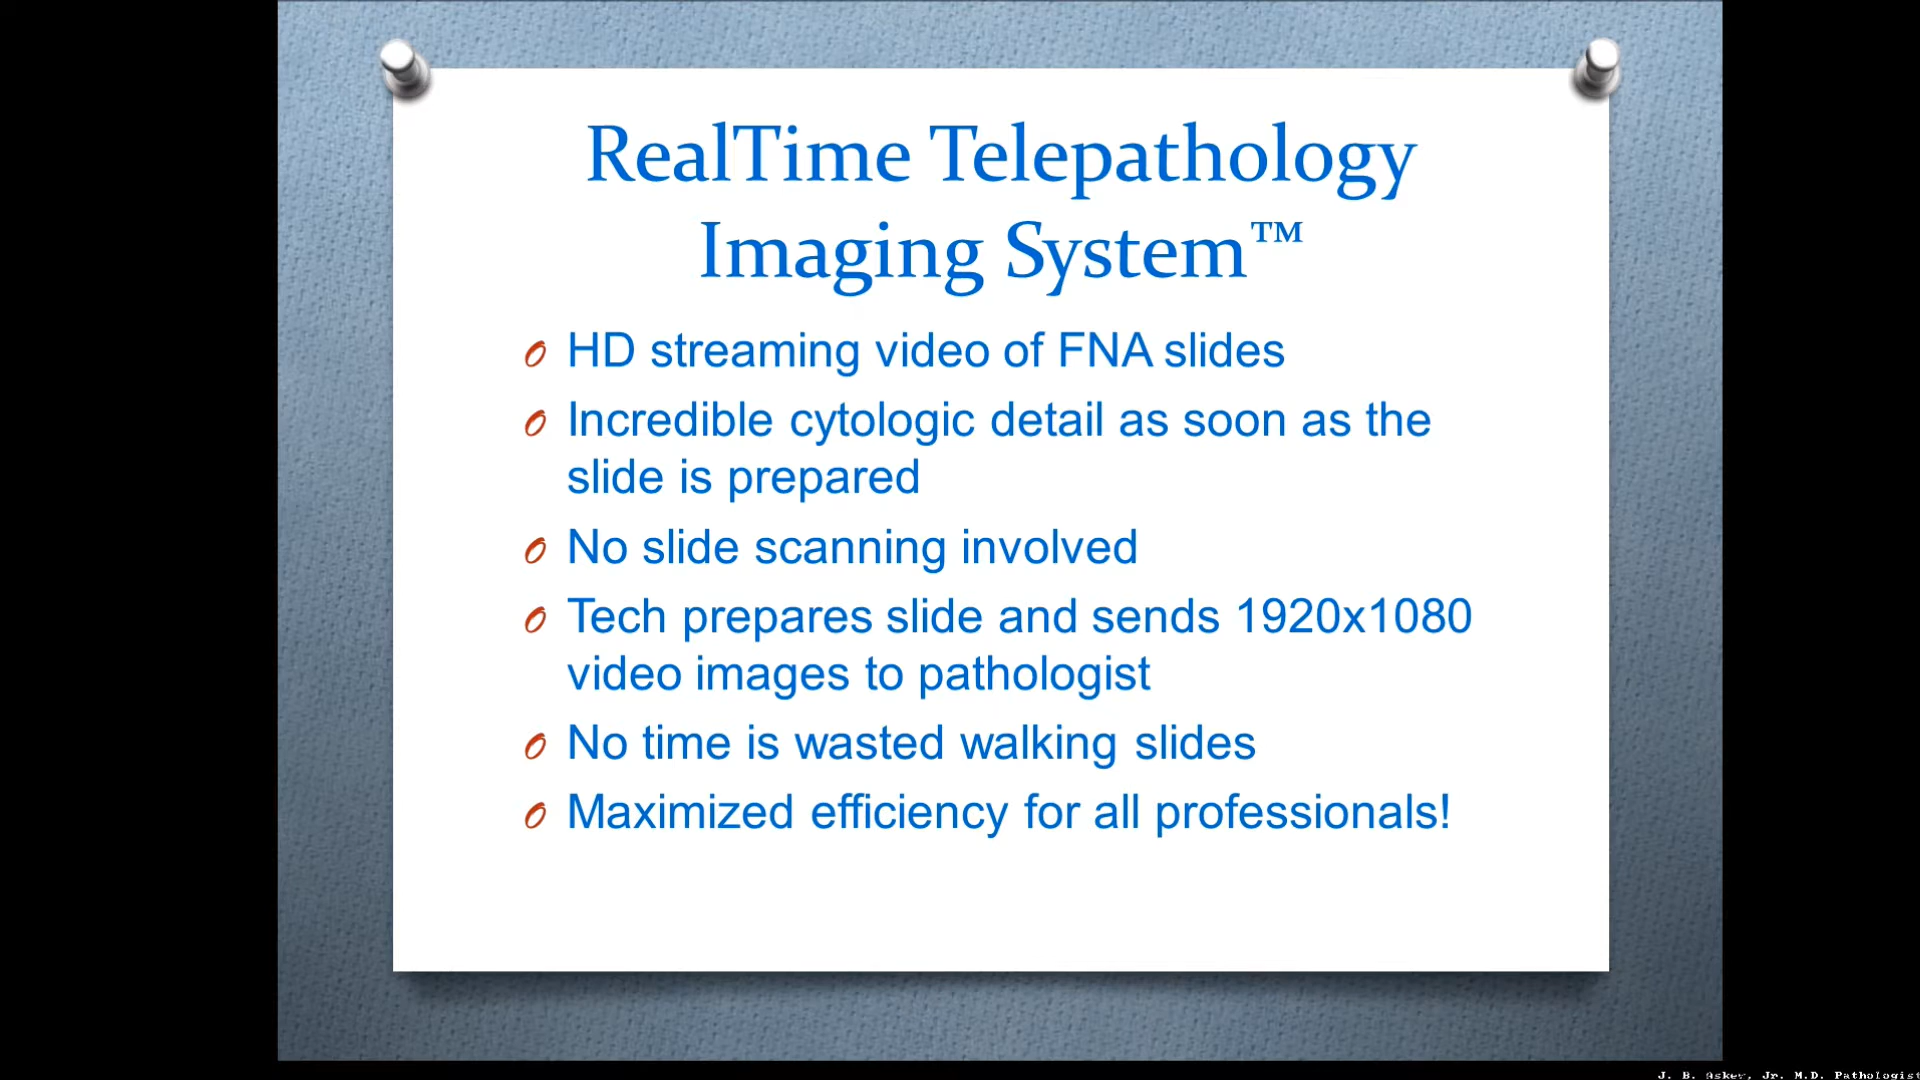 RealTime Telepathology
Imaging System™
HD streaming video of FNA slides
Incredible cytologic detail as soon as the
slide is prepared
No slide scanning involved
Tech prepares slide and sends 1920x1080
video images to pathologist
No time is wasted walking slides
Maximized efficiency for all professionals!
J. B. Askew, Jr. M.D. Pathologist